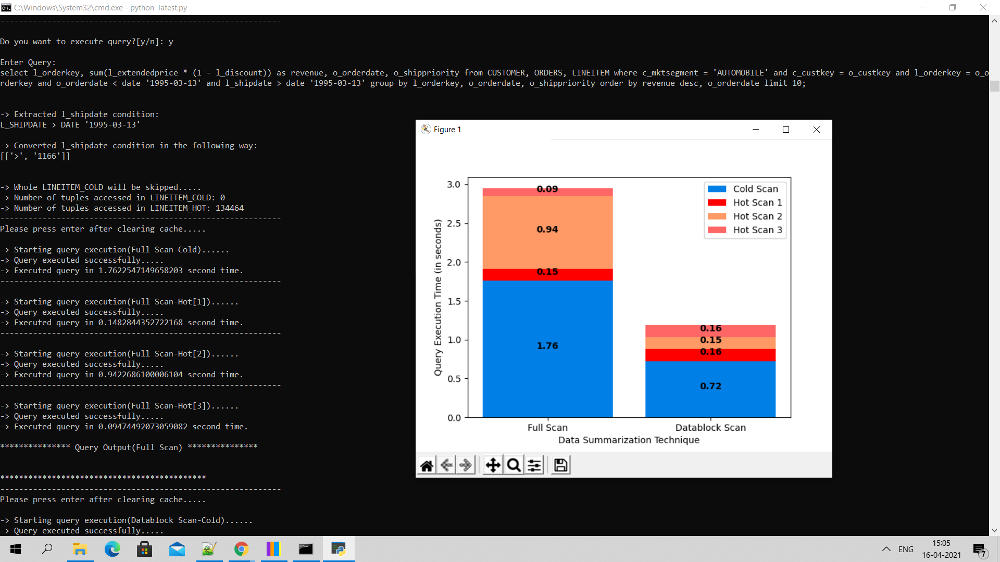 C:\Windows\System32\cmd.exe - python  latest.py
------------------------------------------------------------
Do you want to execute query?[y/n]: y
Enter Query:
select l_orderkey, sum(l_extendedprice * (1 - l_discount)) as revenue, o_orderdate, o_shippriority from CUSTOMER, ORDERS, LINEITEM where c_mktsegment = 'AUTOMOBILE' and c_custkey = o_custkey and l_orderkey = o_o
rderkey and o_orderdate < date '1995-03-13' and l_shipdate > date '1995-03-13' group by l_orderkey, o_orderdate, o_shippriority order by revenue desc, o_orderdate limit 10;
-> Extracted l_shipdate condition:
L_SHIPDATE > DATE '1995-03-13'
-> Converted l_shipdate condition in the following way:
[['>', '1166']]
-> Whole LINEITEM_COLD will be skipped.....
-> Number of tuples accessed in LINEITEM_COLD: 0
-> Number of tuples accessed in LINEITEM_HOT: 134464
------------------------------------------------------------
Please press enter after clearing cache.....
-> Starting query execution(Full Scan-Cold)......
-> Query executed successfully.....
-> Executed query in 1.7622547149658203 second time.
------------------------------------------------------------
-> Starting query execution(Full Scan-Hot[1])......
-> Query executed successfully.....
-> Executed query in 0.1482844352722168 second time.
------------------------------------------------------------
-> Starting query execution(Full Scan-Hot[2])......
-> Query executed successfully.....
-> Executed query in 0.9422686100006104 second time.
------------------------------------------------------------
-> Starting query execution(Full Scan-Hot[3])......
-> Query executed successfully.....
-> Executed query in 0.09474492073059082 second time.
*************** Query Output(Full Scan) ***************
********************************************
------------------------------------------------------------
Please press enter after clearing cache.....
-> Starting query execution(Datablock Scan-Cold)......
-> Query executed successfully.....
Figure 1
Query Execution Time (in seconds)
3.0
2.5
2.0
1.5
1.0
0.5
0.0
0.09
0.94
0.15
1.76
0.16
0.15
0.16
0.72
Cold Scan
Hot Scan 1
Hot Scan 2
Hot Scan 3
Full Scan
Datablock Scan
Data Summarization Technique
ENG
15:05
16-04-2021
7